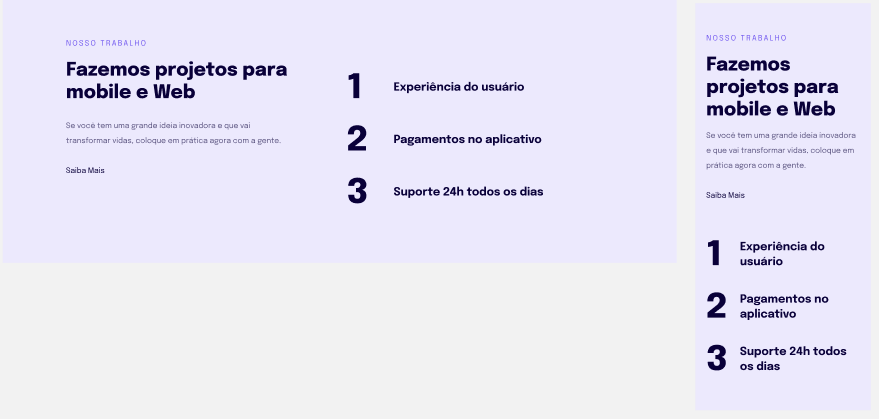 NOSSO TRABALHO
Fazemos projetos para
mobile e Web
Se você tem uma grande ideia inovadora e que vai
transformar vidas, coloque em prática agora com a gente.
Saiba Mais
1 Experiência do usuário
2 Pagamentos no aplicativo
3 Suporte 24h todos os dias
NOSSO TRABALHO
Fazemos
projetos para
mobile e Web
Se você tem uma grande ideia inovadora
e que vai transformar vidas, coloque em
prática agora com a gente.
Saiba Mais
1 Experiência do
usuário
2 Pagamentos no
aplicativo
3 Suporte 24h todos
os dias